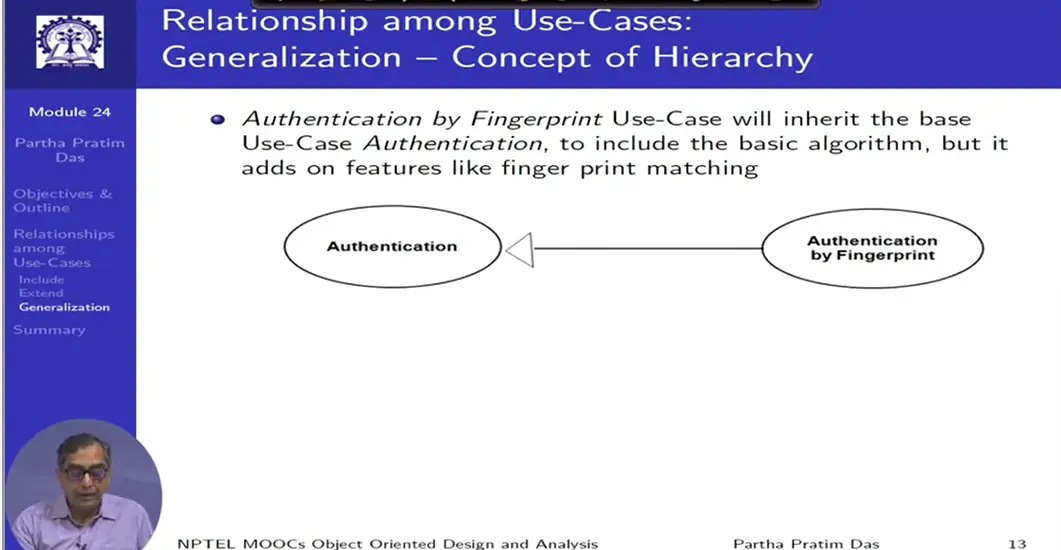 Relationship among Use-Cases:
Generalization – Concept of Hierarchy
Module 24
Partha Pratim
Das
Objectives &
Outline
Relationships
among
Use-Cases
Include
Extend
Generalization
Summary
Authentication by Fingerprint Use-Case will inherit the base
Use-Case Authentication, to include the basic algorithm, but it
adds on features like finger print matching
Authentication
Authentication
by Fingerprint
NPTEL MOOCs Object Oriented Design and Analysis
Partha Pratim Das
13